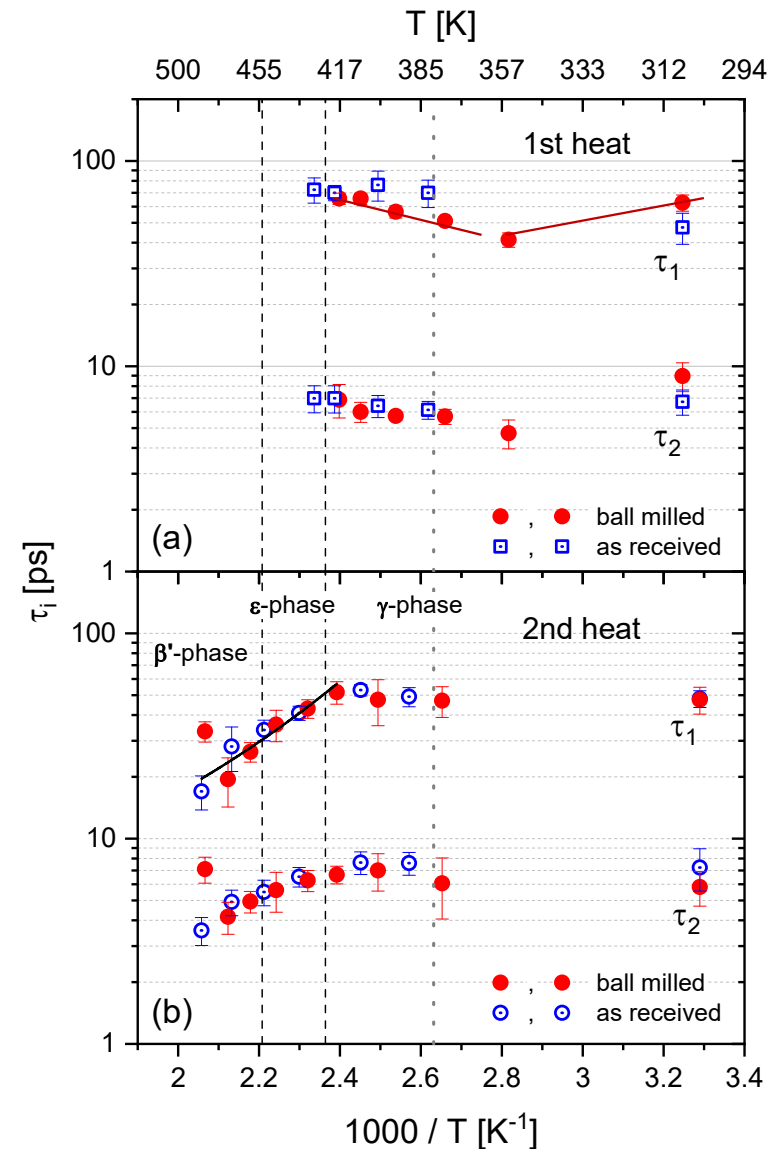 T [K]
500 455 417 385 357 333 312 294
100
1st heat
τ1
10
τ2
(a)
, ball milled
, as received
1
τi [ps]
ε-phase γ-phase
100
2nd heat
β'-phase
τ1
10
τ2
(b)
, ball milled
, as received
1
2 2.2 2.4 2.6 2.8 3 3.2 3.4
1000 / T [K-1]